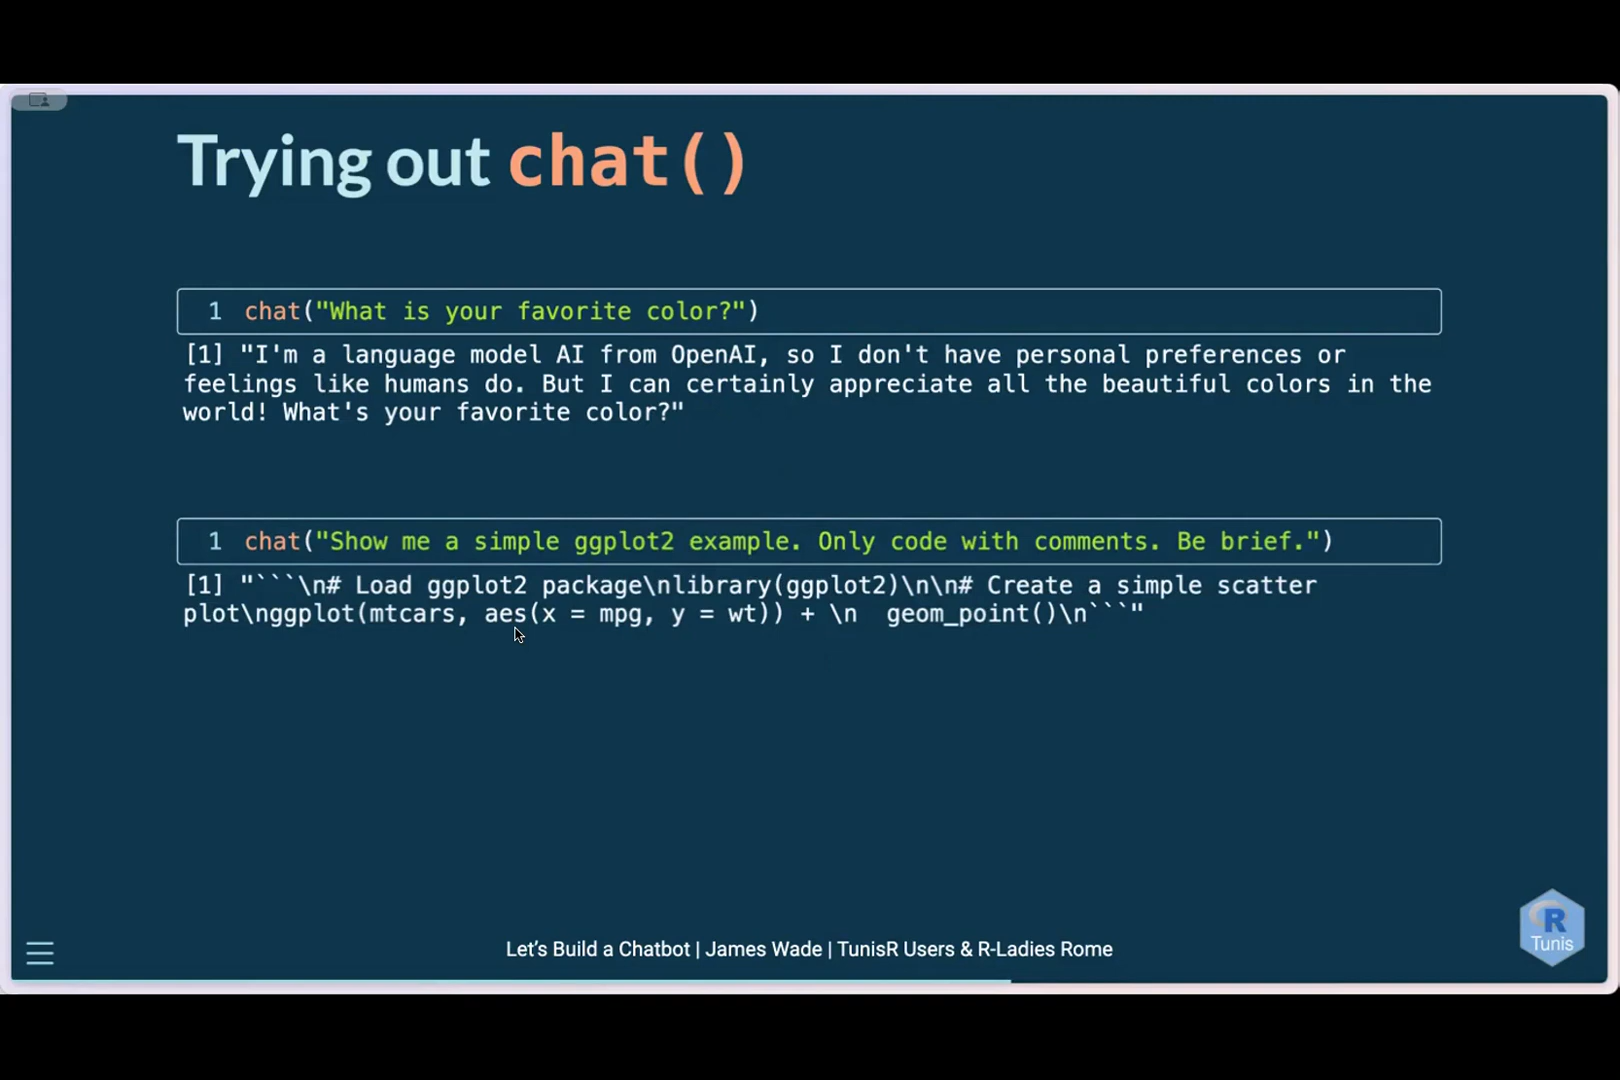 Trying out chat()
1 chat("What is your favorite color?")
[1] "I'm a language model AI from OpenAI, so I don't have personal preferences or
feelings like humans do. But I can certainly appreciate all the beautiful colors in the
world! What's your favorite color?"
1 chat("Show me a simple ggplot2 example. Only code with comments. Be brief.")
[1] "```\n# Load ggplot2 package\nlibrary(ggplot2)\n\n# Create a simple scatter
plot\nggplot(mtcars, aes(x = mpg, y = wt)) + \n  geom_point()\n```"
R
Tunis
Let's Build a Chatbot | James Wade | TunisR Users & R-Ladies Rome